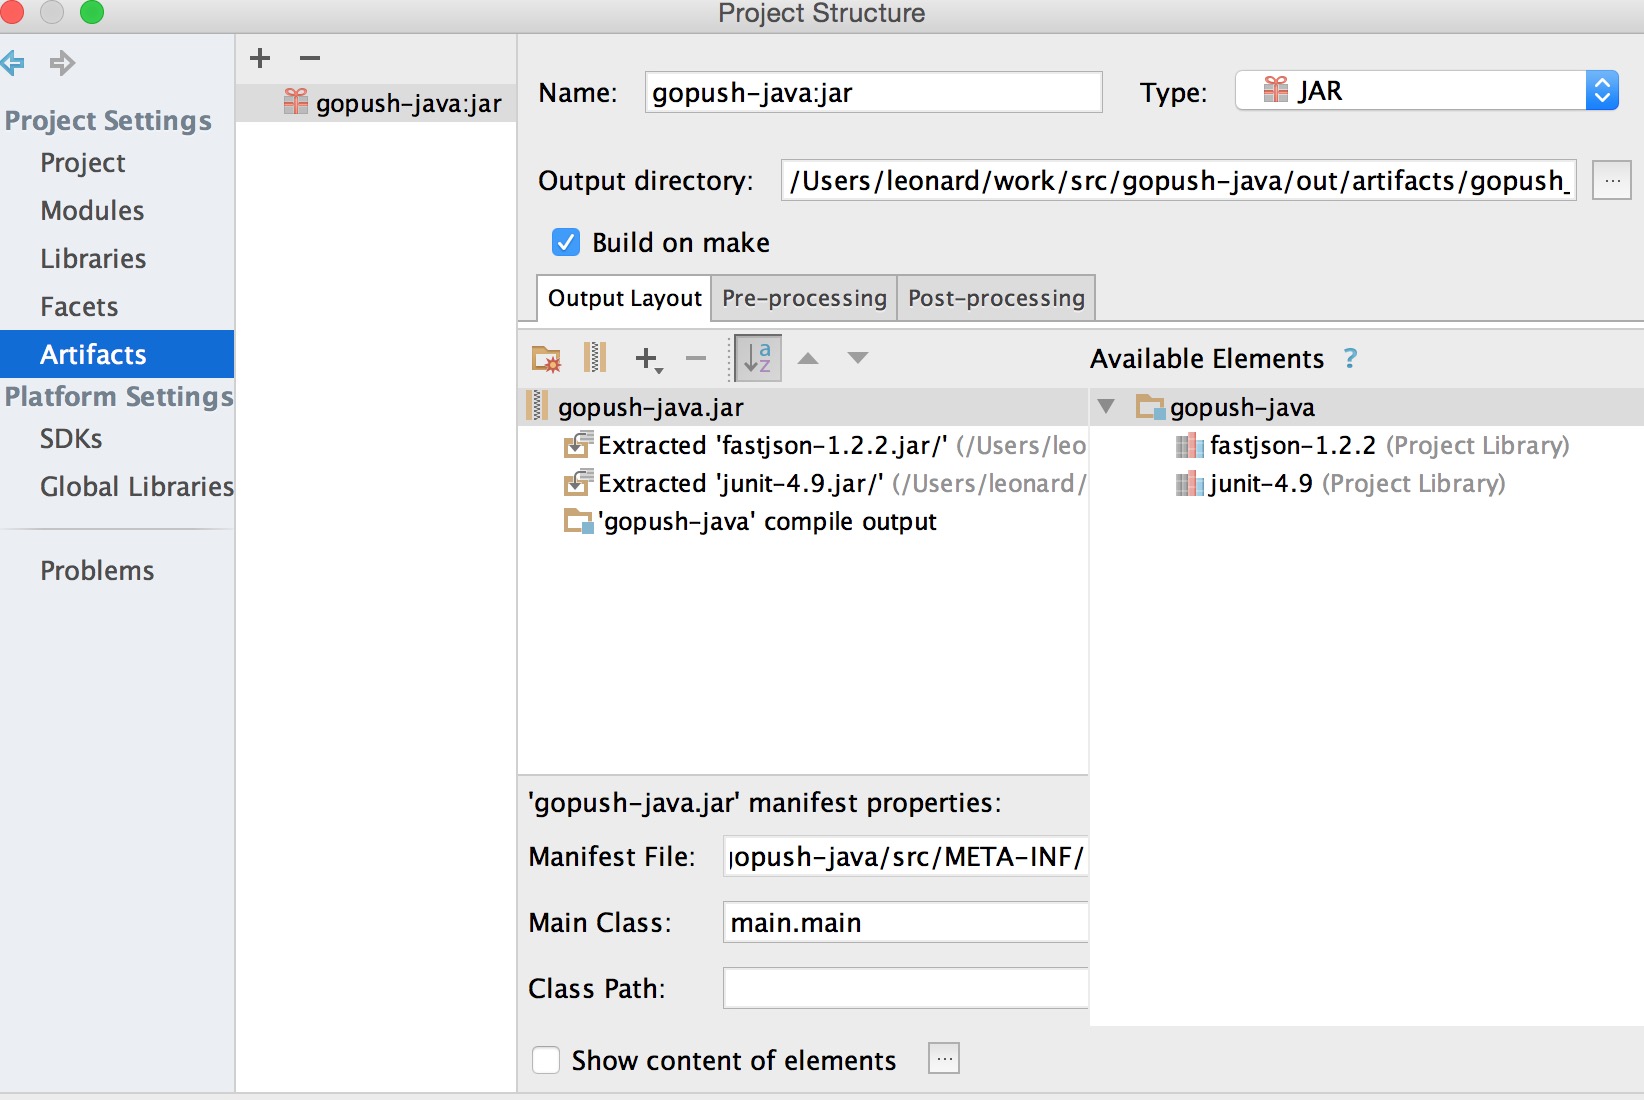 Project Structure
Project Settings
Project
Modules
Libraries
Facets
Artifacts
Platform Settings
SDKs
Global Libraries
Problems
gopush-java:jar
Name: gopush-java:jar Type: JAR
Output directory: /Users/leonard/work/src/gopush-java/out/artifacts/gopush_ ...
Build on make
Output Layout Pre-processing Post-processing
a z
Available Elements ?
gopush-java.jar
Extracted 'fastjson-1.2.2.jar/' (/Users/leo
Extracted 'junit-4.9.jar/' (/Users/leonard/
'gopush-java' compile output
gopush-java
fastjson-1.2.2 (Project Library)
junit-4.9 (Project Library)
'gopush-java.jar' manifest properties:
Manifest File: gopush-java/src/META-INF/
Main Class: main.main
Class Path:
Show content of elements ...